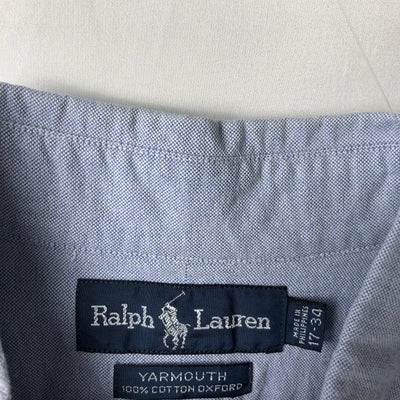 Ralph Lauren
MADE IN
PHILIPPINES
17-34
YARMOUTH
100% COTTON OXFORD